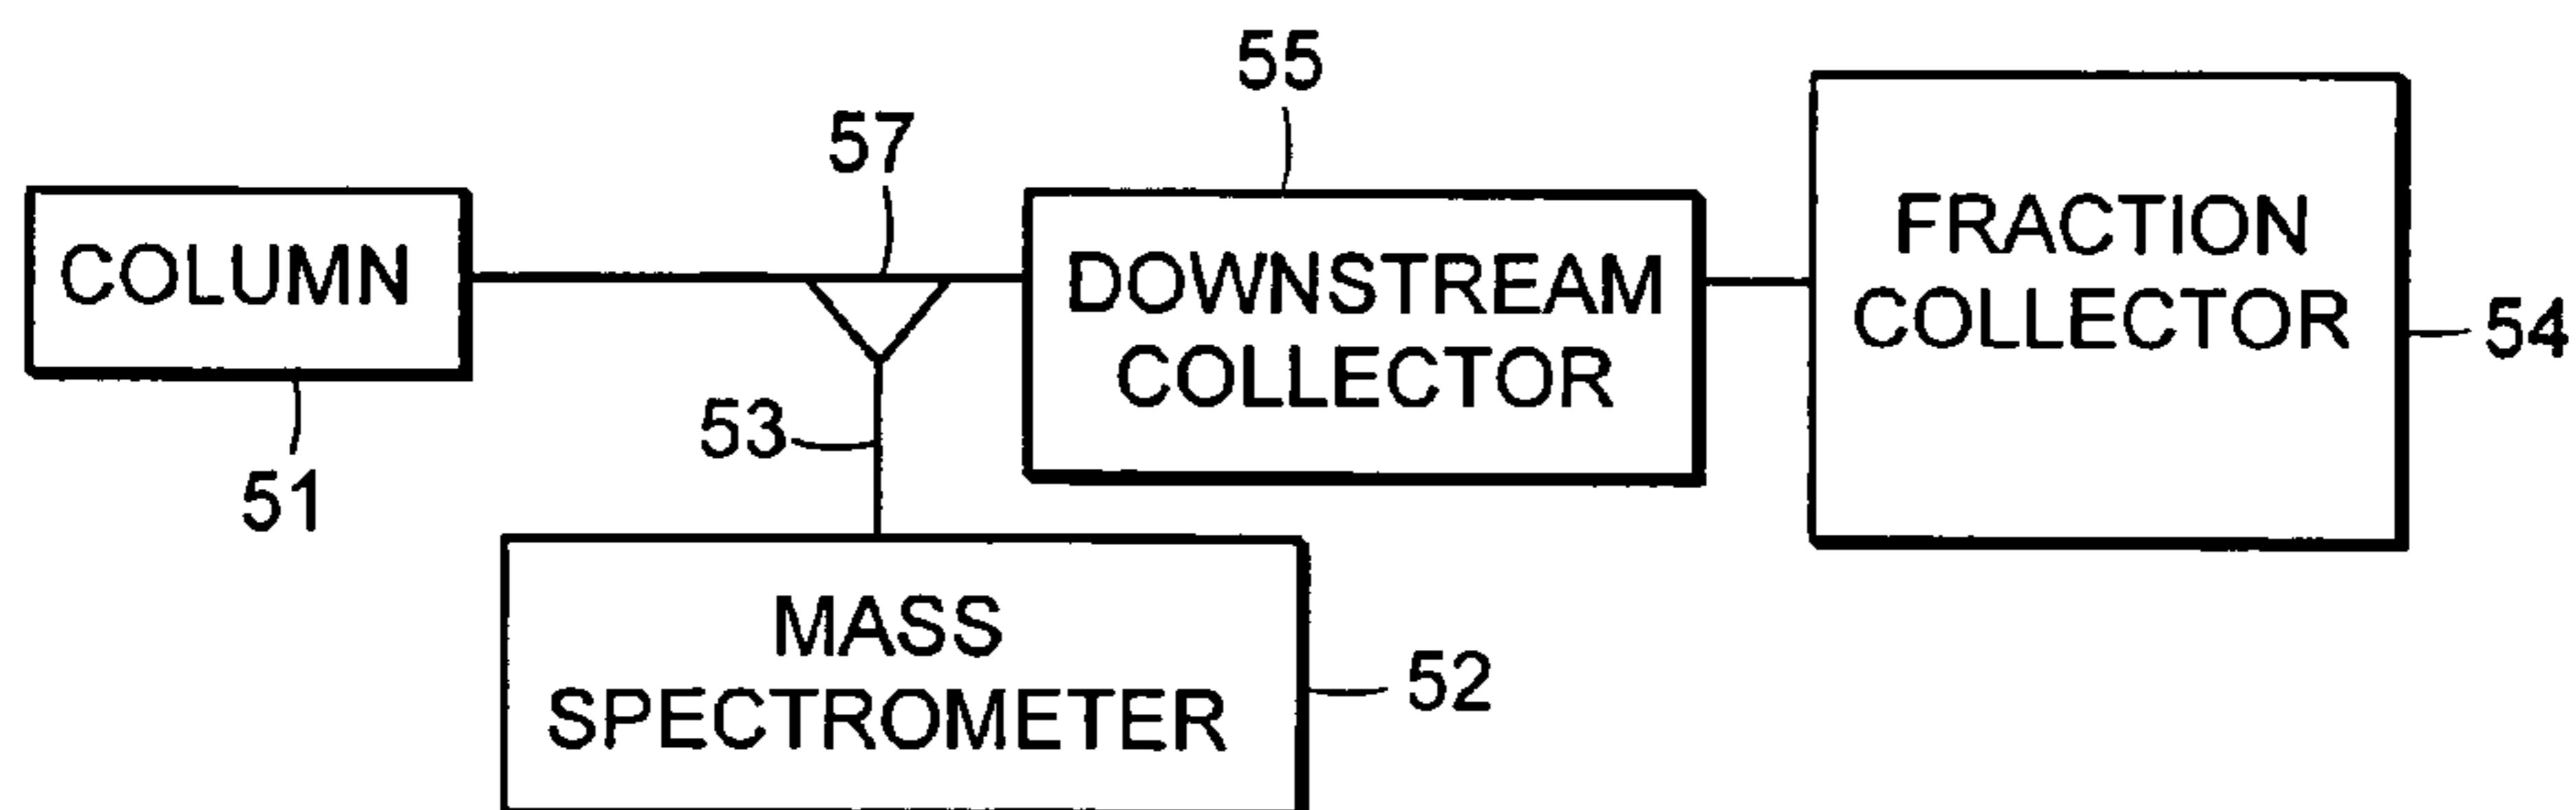 55
57
COLUMN
DOWNSTREAM
COLLECTOR
FRACTION
COLLECTOR
54
53
51
MASS
SPECTROMETER
52